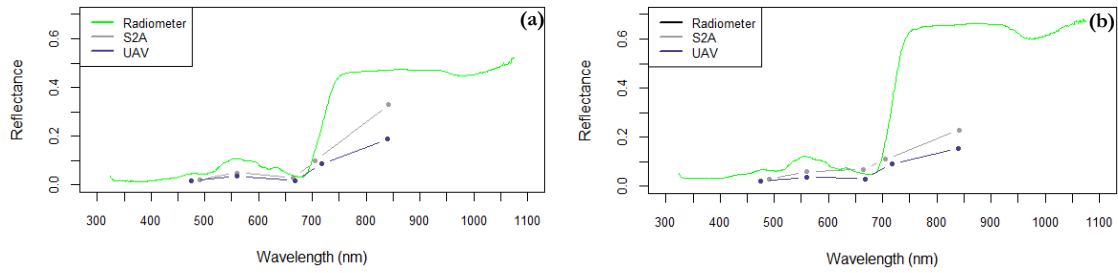 (a)
Radiometer
S2A
UAV
Reflectance
0.0 0.2 0.4 0.6
300 400 500 600 700 800 900 1000 1100
Wavelength (nm)
(b)
Radiometer
S2A
UAV
Reflectance
0.0 0.2 0.4 0.6
300 400 500 600 700 800 900 1000 1100
Wavelength (nm)